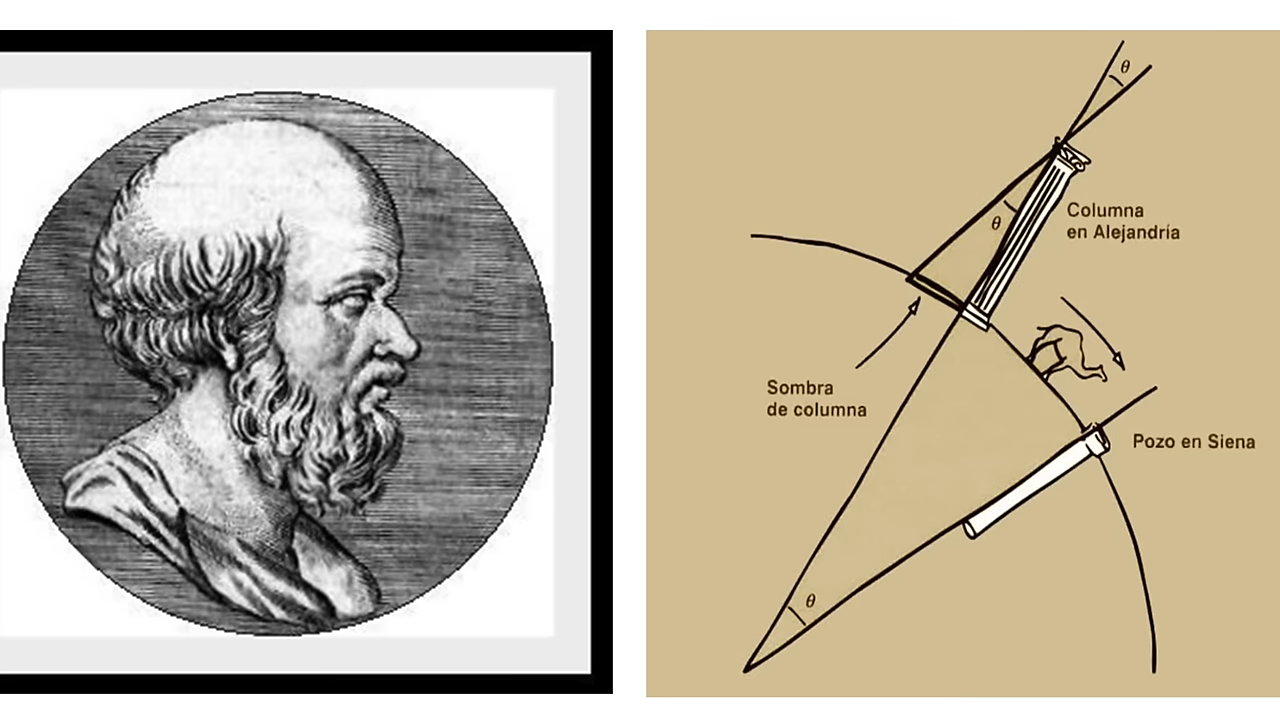 θ
θ
Columna
en Alejandría
Sombra
de columna
Pozo en Siena
θ